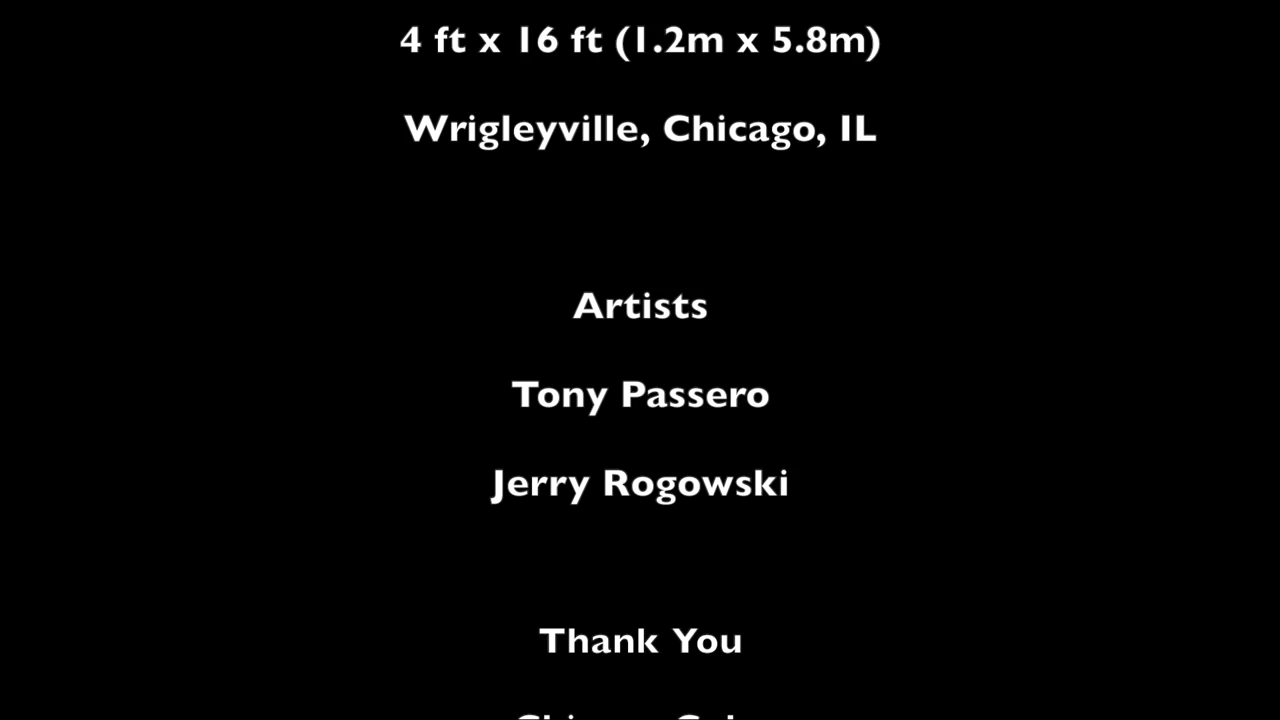 4 ft x 16 ft (1.2m x 5.8m)
Wrigleyville, Chicago, IL
Artists
Tony Passero
Jerry Rogowski
Thank You